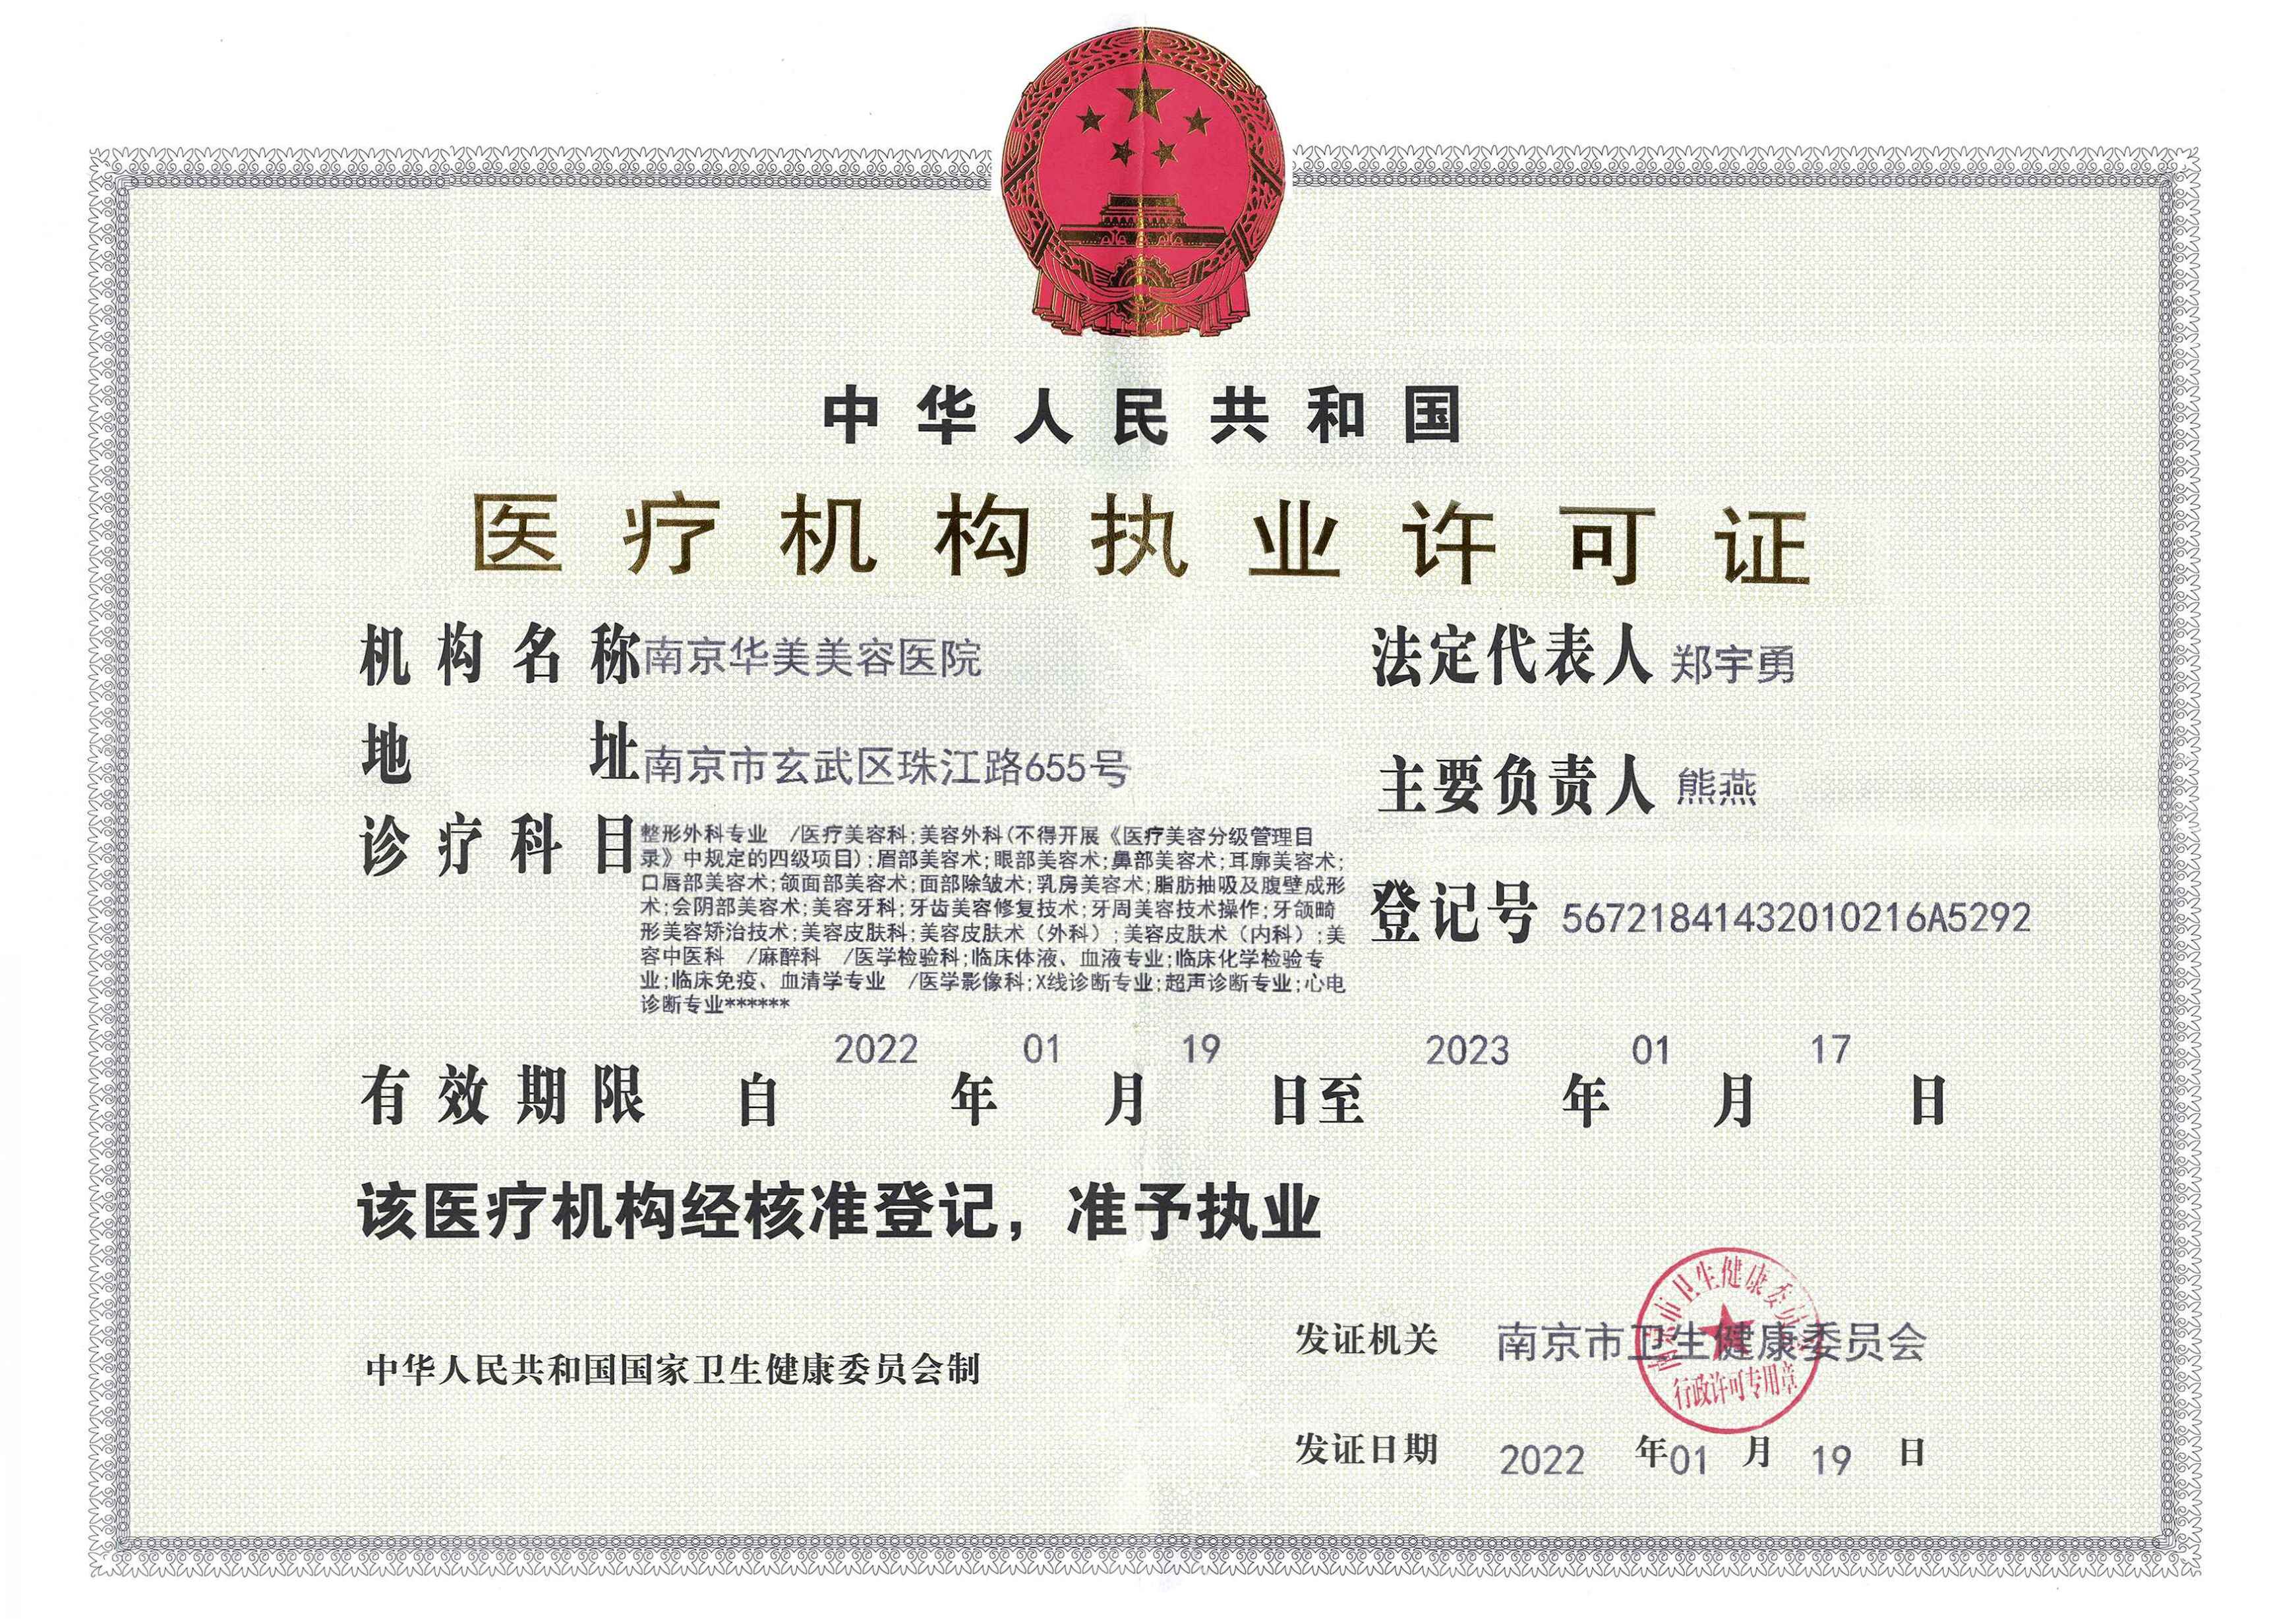 中华人民共和国
医疗机构执业许可证
机构名称 南京华美美容医院
法定代表人 郑宇勇
地址 南京市玄武区珠江路655号
主要负责人 熊燕
诊疗科目 整形外科专业 /医疗美容科;美容外科(不得开展《医疗美容分级管理目
录》中规定的四级项目);眉部美容术;眼部美容术;鼻部美容术;耳廓美容术;
口唇部美容术;颌面部美容术;面部除皱术;乳房美容术;脂肪抽吸及腹壁成形
术;会阴部美容术;美容牙科;牙齿美容修复技术;牙周美容技术操作;牙颌畸
形美容矫治技术;美容皮肤科;美容皮肤术（外科）;美容皮肤术（内科）;美
容中医科 /麻醉科 /医学检验科;临床体液、血液专业;临床化学检验专
业;临床免疫、血清学专业 /医学影像科;X线诊断专业;超声诊断专业;心电
诊断专业******
登记号 56721841432010216A5292
有效期限 自 2022 年 01 月 19 日至 2023 年 01 月 17 日
该医疗机构经核准登记，准予执业
中华人民共和国国家卫生健康委员会制
发证机关 南京市卫生健康委员会
南京市卫生健康委员会
行政许可专用章
发证日期 2022 年 01 月 19 日